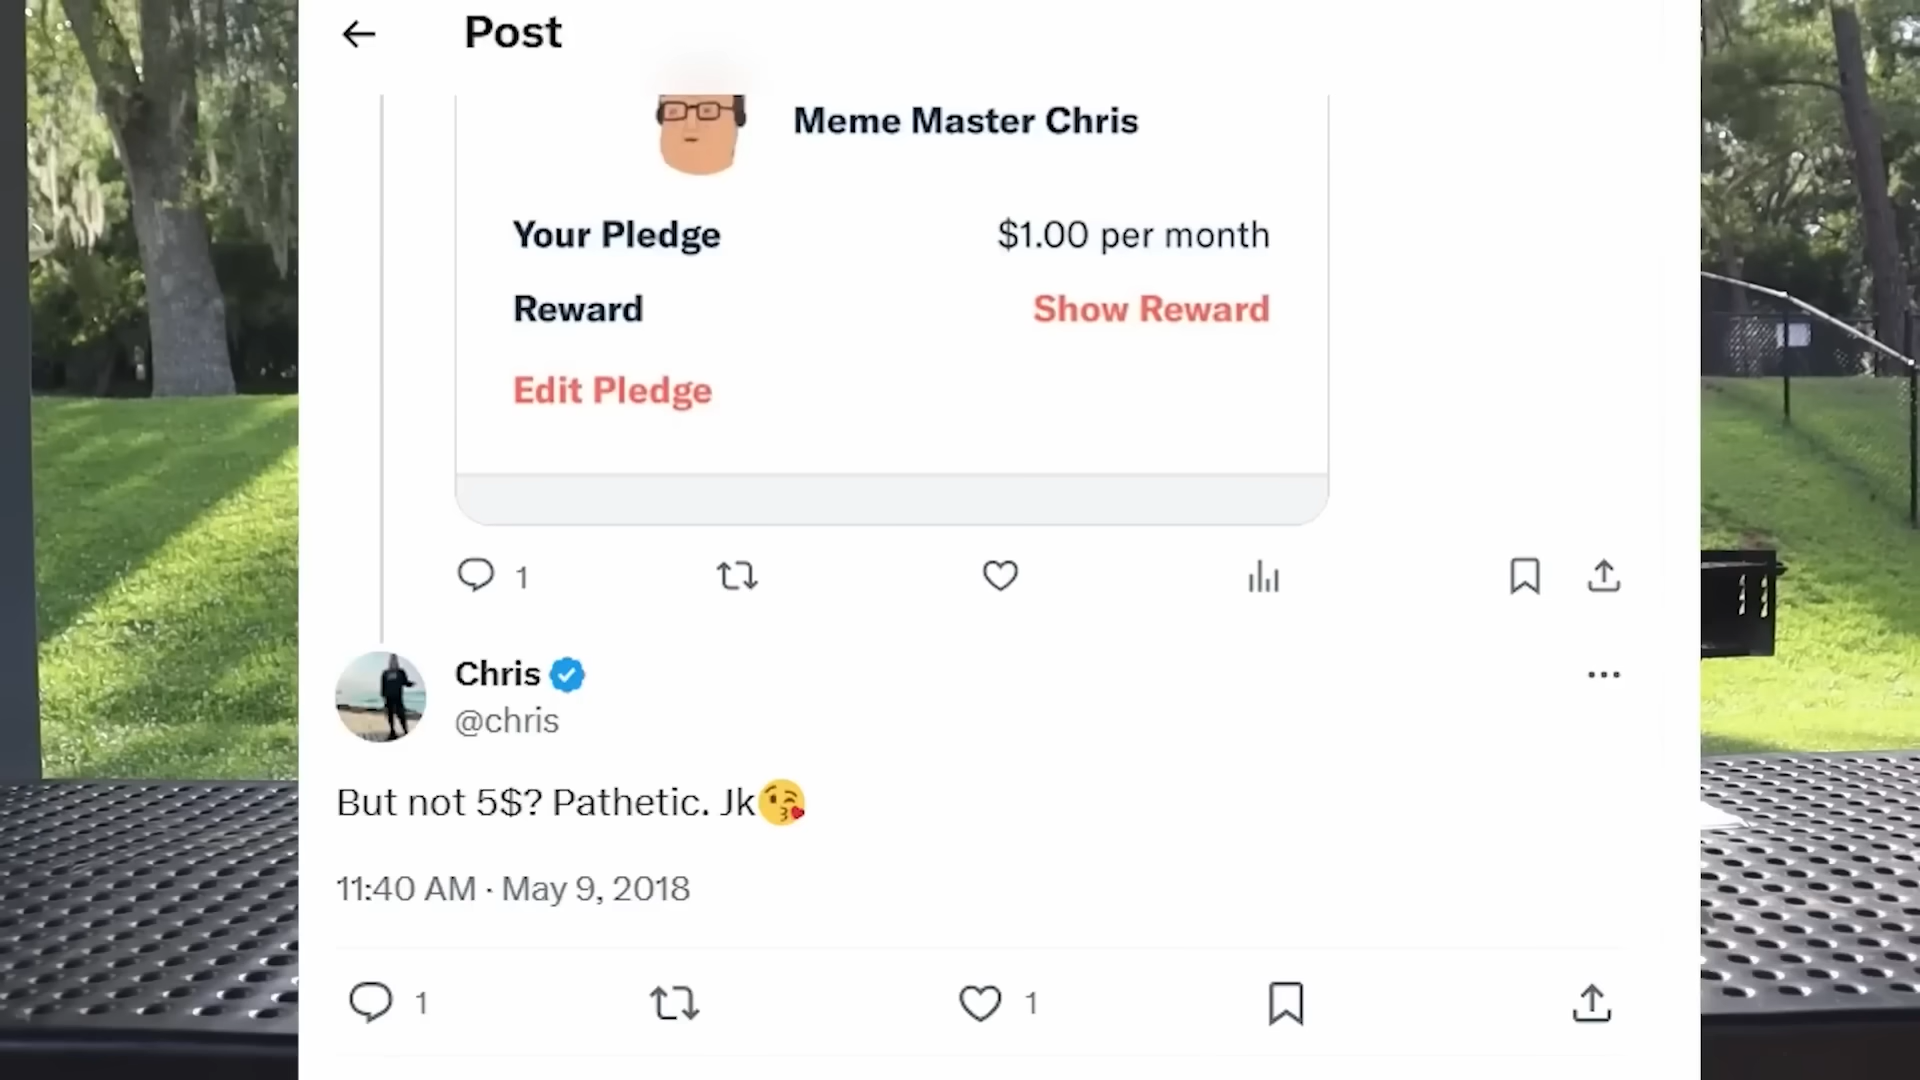 Post
Meme Master Chris
Your Pledge $1.00 per month
Reward Show Reward
Edit Pledge
1
Chris
@chris
But not 5$? Pathetic. Jk😘
11:40 AM · May 9, 2018
1 1